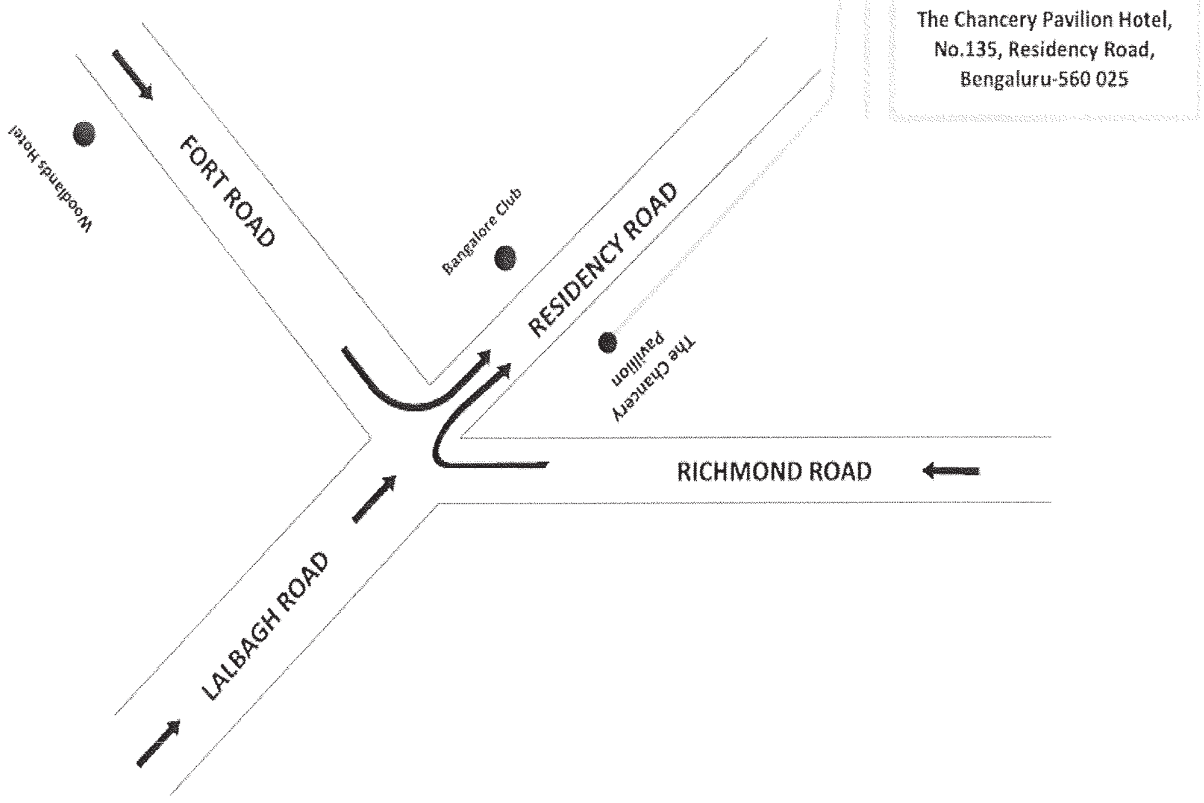 The Chancery Pavilion Hotel,
No.135, Residency Road,
Bengaluru-560 025
Woodlands Hotel
FORT ROAD
Bangalore Club
RESIDENCY ROAD
The Chancery
Pavillion
RICHMOND ROAD
LALBAGH ROAD